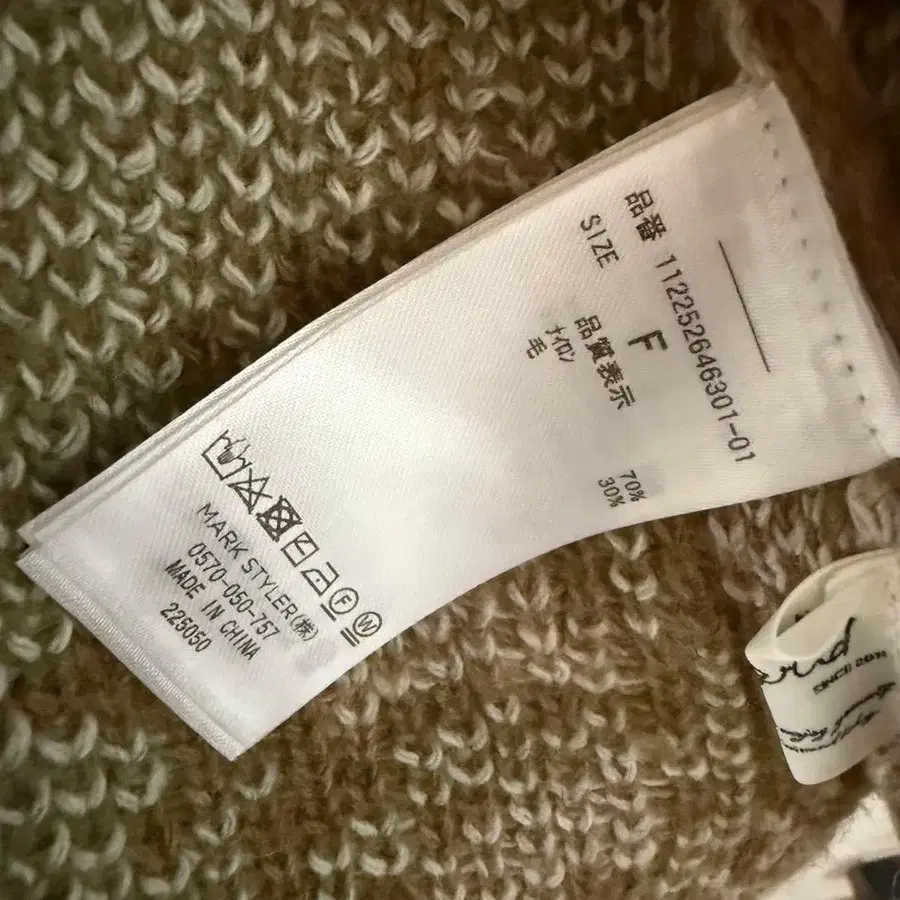 品番 112252646301-01
SIZE F
品質表示
ナイロン 70%
毛 30%
F W
MARK STYLER(株)
0570-050-757
MADE IN CHINA
225050
SINCE 2011